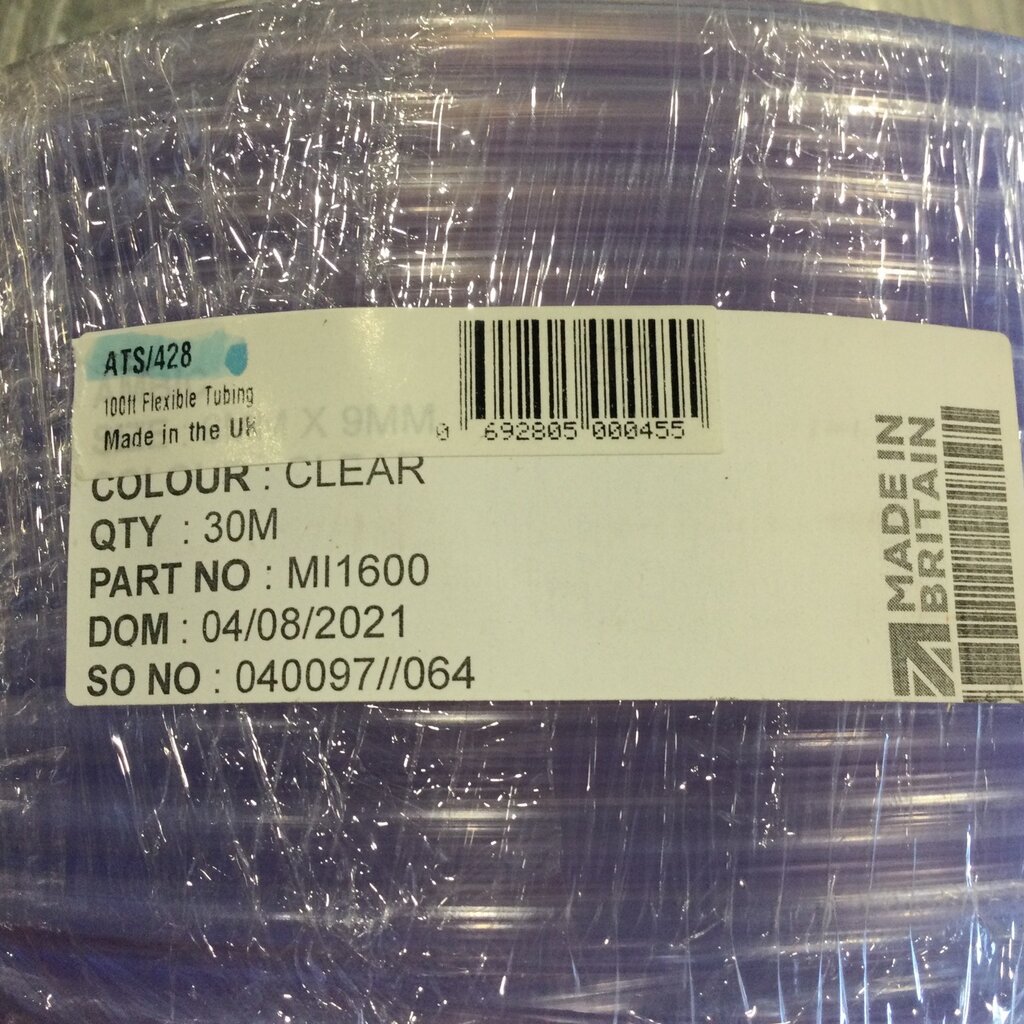 ATS/428
100ft Flexible Tubing
Made in the UK
X 9MM
0 692805 000455
COLOUR : CLEAR
QTY : 30M
PART NO : MI1600
DOM : 04/08/2021
SO NO : 040097//064
MADE IN
BRITAIN